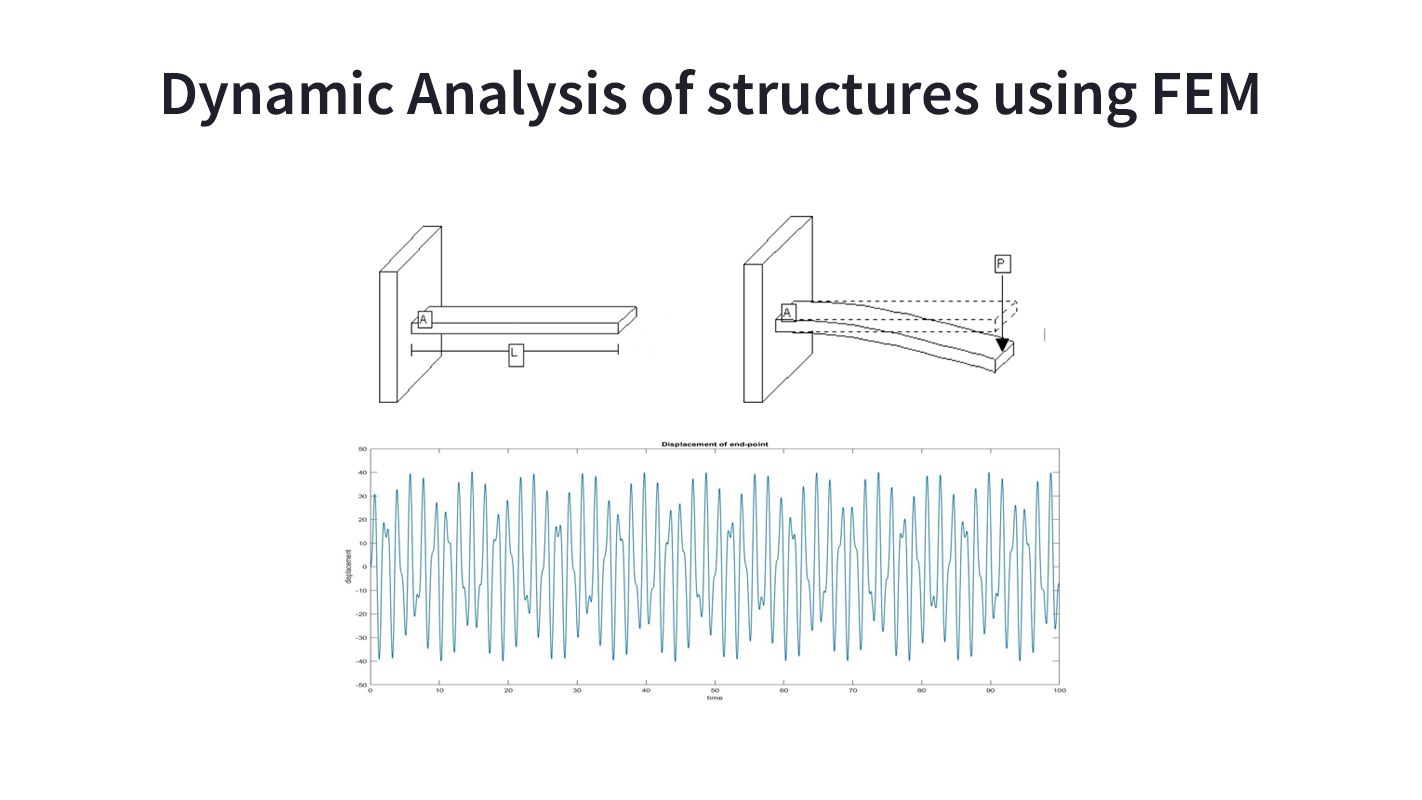 Dynamic Analysis of structures using FEM
P
A
A
L
Displacement of end-point
50
40
30
20
10
0
-10
-20
-30
-40
-50
displacement
0 10 20 30 40 50 60 70 80 90 100
time